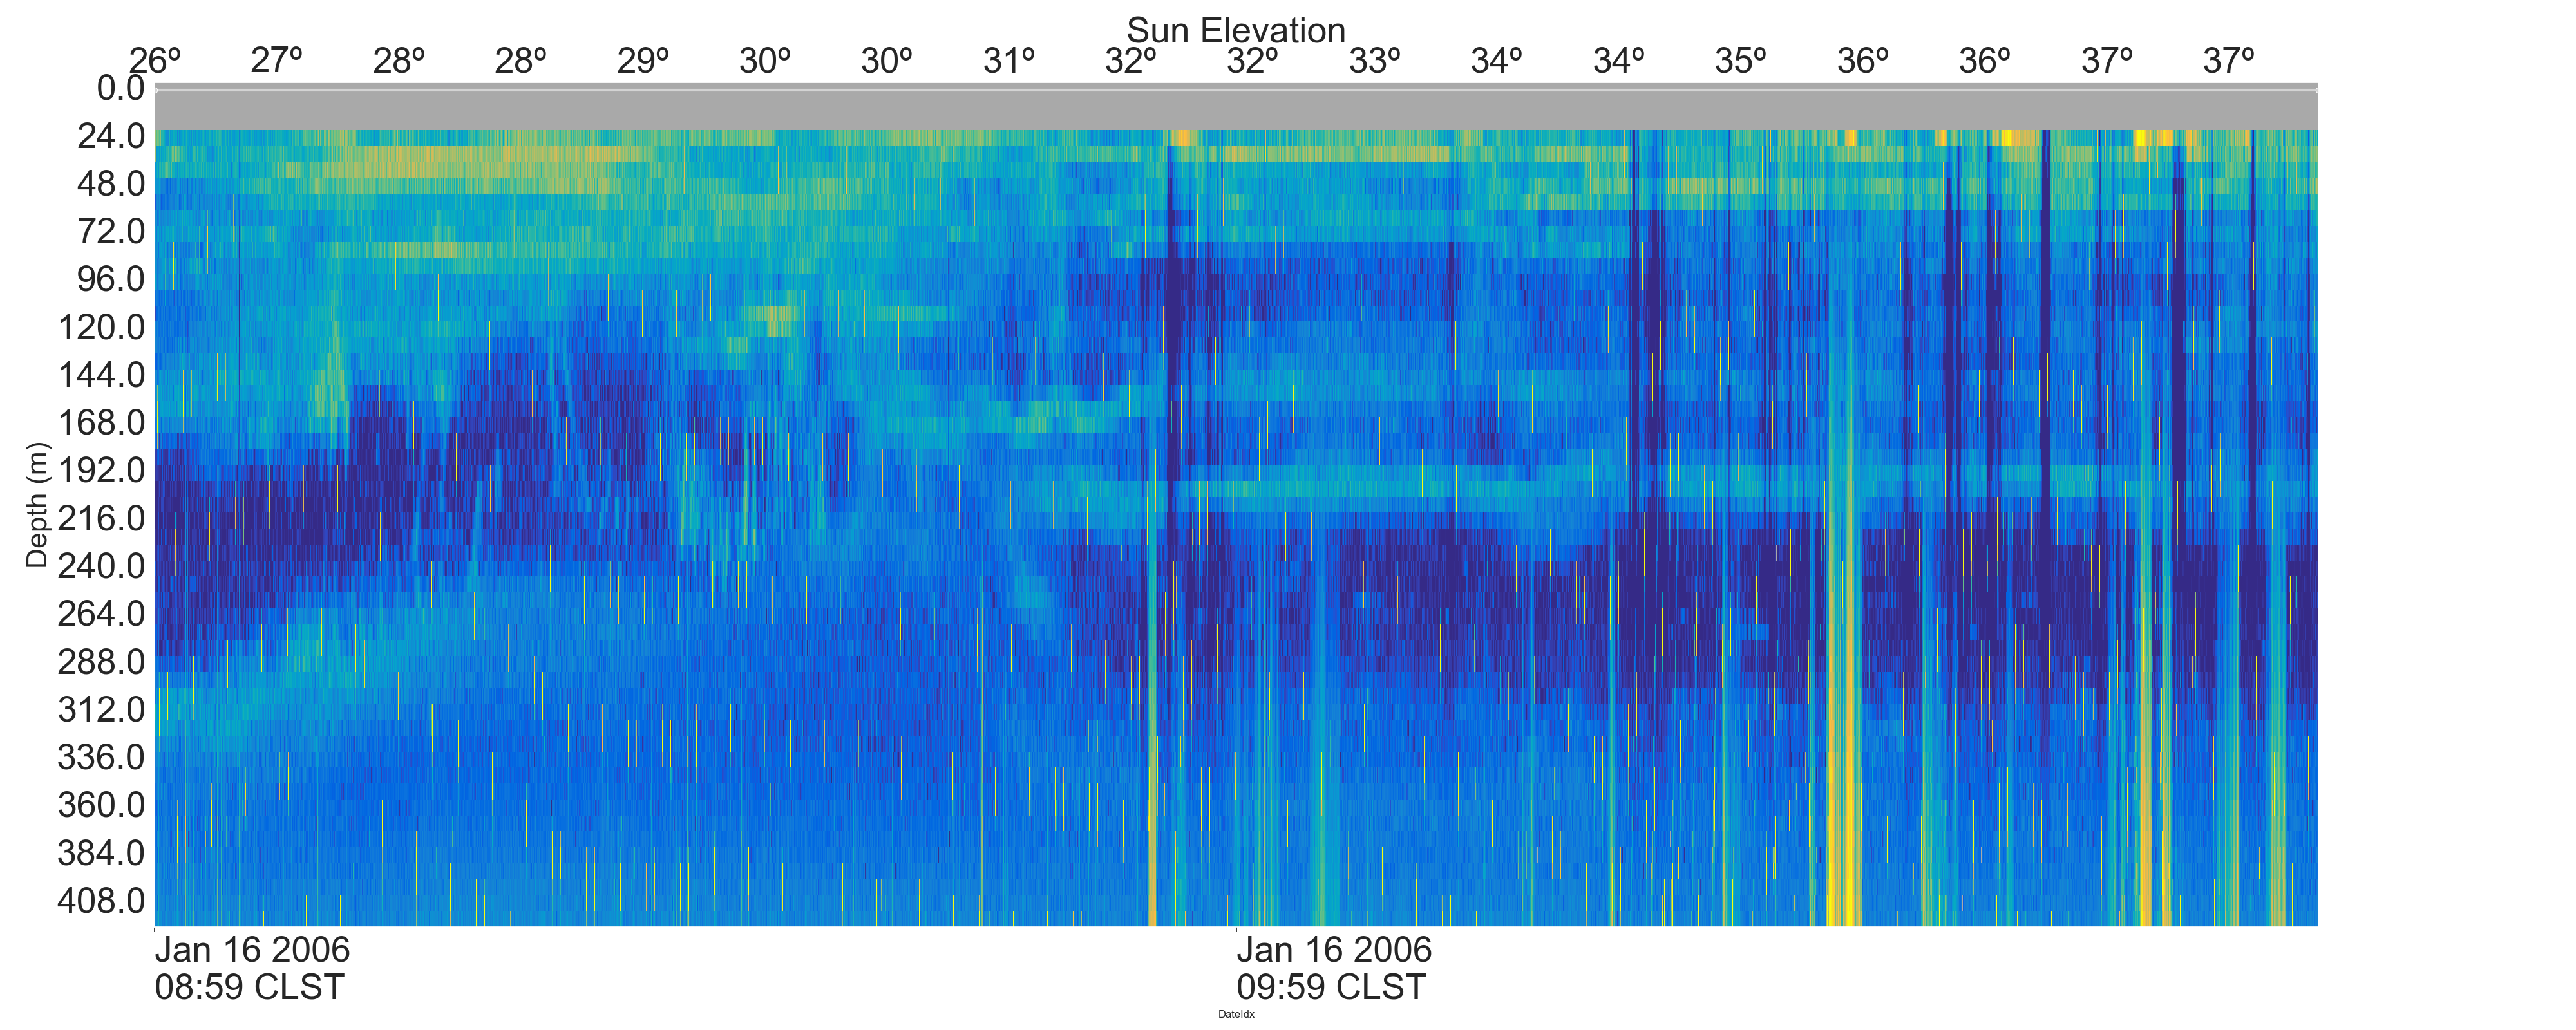 Sun Elevation
26º 27º 28º 28º 29º 30º 30º 31º 32º 32º 33º 34º 34º 35º 36º 36º 37º 37º
0.0
24.0
48.0
72.0
96.0
120.0
144.0
168.0
192.0
216.0
240.0
264.0
288.0
312.0
336.0
360.0
384.0
408.0
Depth (m)
Jan 16 2006
08:59 CLST
Jan 16 2006
09:59 CLST
DateIdx